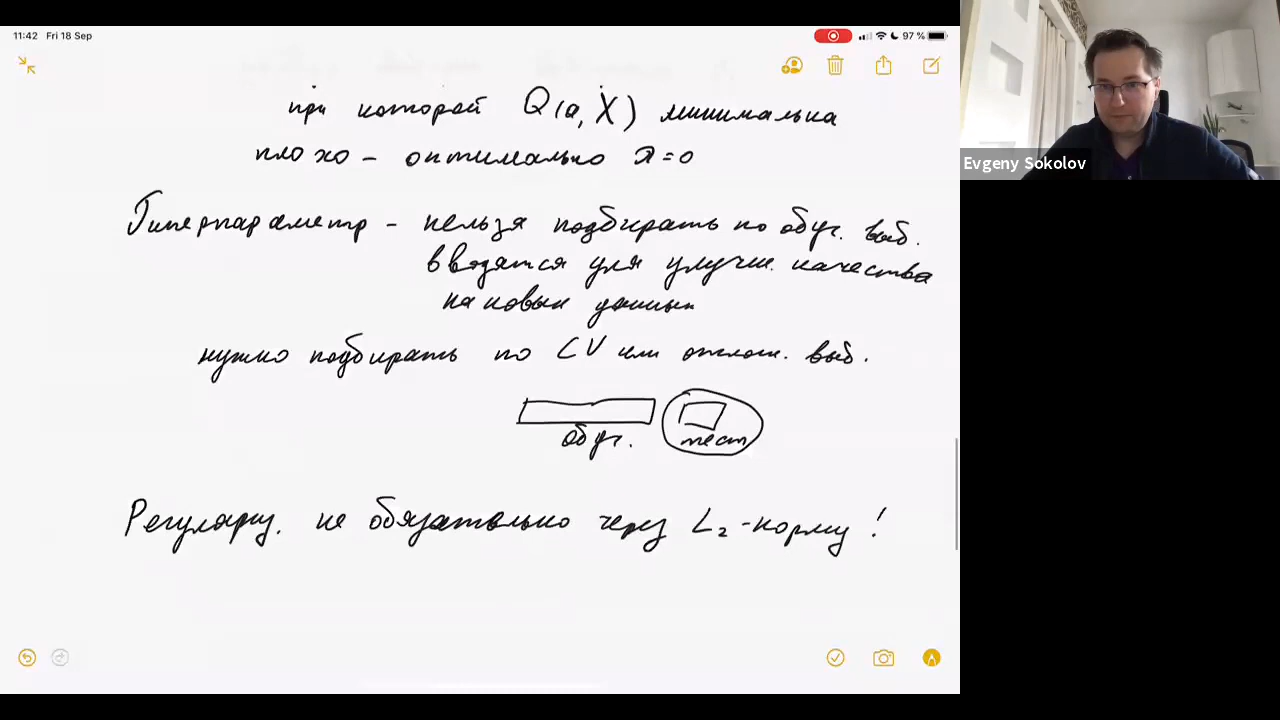 11:42 Fri 18 Sep
97 %
при которой Q(a, X) минимальна
плохо - оптимально λ=0
Гиперпараметр - нельзя подбирать по обуч. выб.
вводятся для улучш. качества
на новых данных
нужно подбирать по CV или отлож. выб.
обуч. тест
Регуляриз. не обязательно через L₂-норму!
Evgeny Sokolov